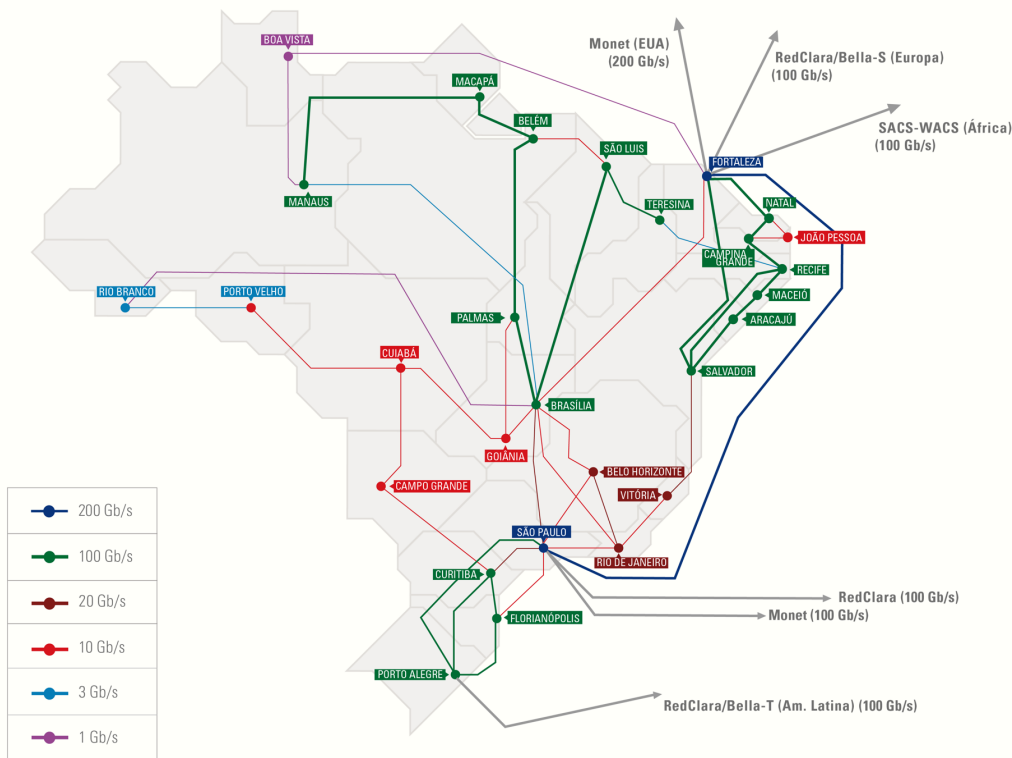 BOA VISTA
Monet (EUA)
(200 Gb/s)
RedClara/Bella-S (Europa)
(100 Gb/s)
MACAPÁ
BELÉM
SACS-WACS (África)
(100 Gb/s)
SÃO LUIS
FORTALEZA
MANAUS
TERESINA
NATAL
JOÃO PESSOA
CAMPINA
GRANDE
RECIFE
RIO BRANCO
PORTO VELHO
MACEIÓ
PALMAS
ARACAJÚ
CUIABÁ
SALVADOR
BRASÍLIA
GOIÂNIA
BELO HORIZONTE
CAMPO GRANDE
VITÓRIA
SÃO PAULO
RIO DE JANEIRO
CURITIBA
RedClara (100 Gb/s)
Monet (100 Gb/s)
FLORIANÓPOLIS
PORTO ALEGRE
RedClara/Bella-T (Am. Latina) (100 Gb/s)
200 Gb/s
100 Gb/s
20 Gb/s
10 Gb/s
3 Gb/s
1 Gb/s